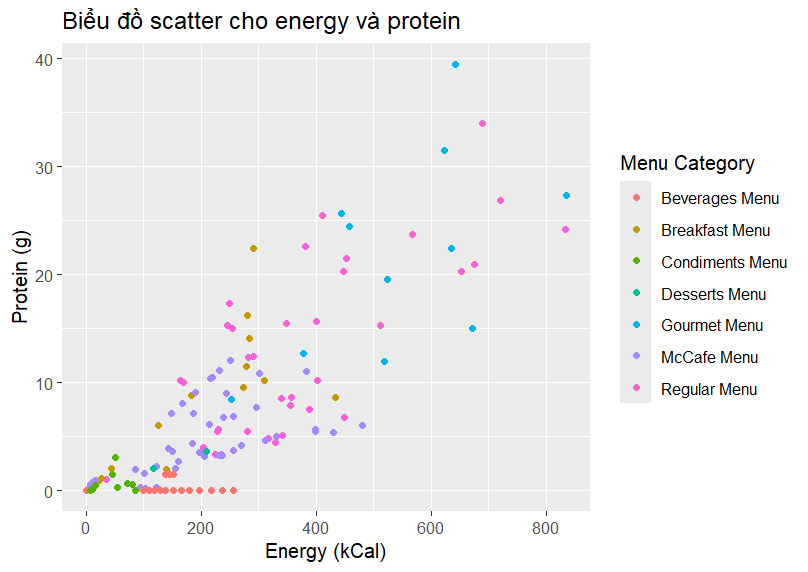 Biểu đồ scatter cho energy và protein
40
30
20
10
0
0 200 400 600 800
Protein (g)
Energy (kCal)
Menu Category
Beverages Menu
Breakfast Menu
Condiments Menu
Desserts Menu
Gourmet Menu
McCafe Menu
Regular Menu